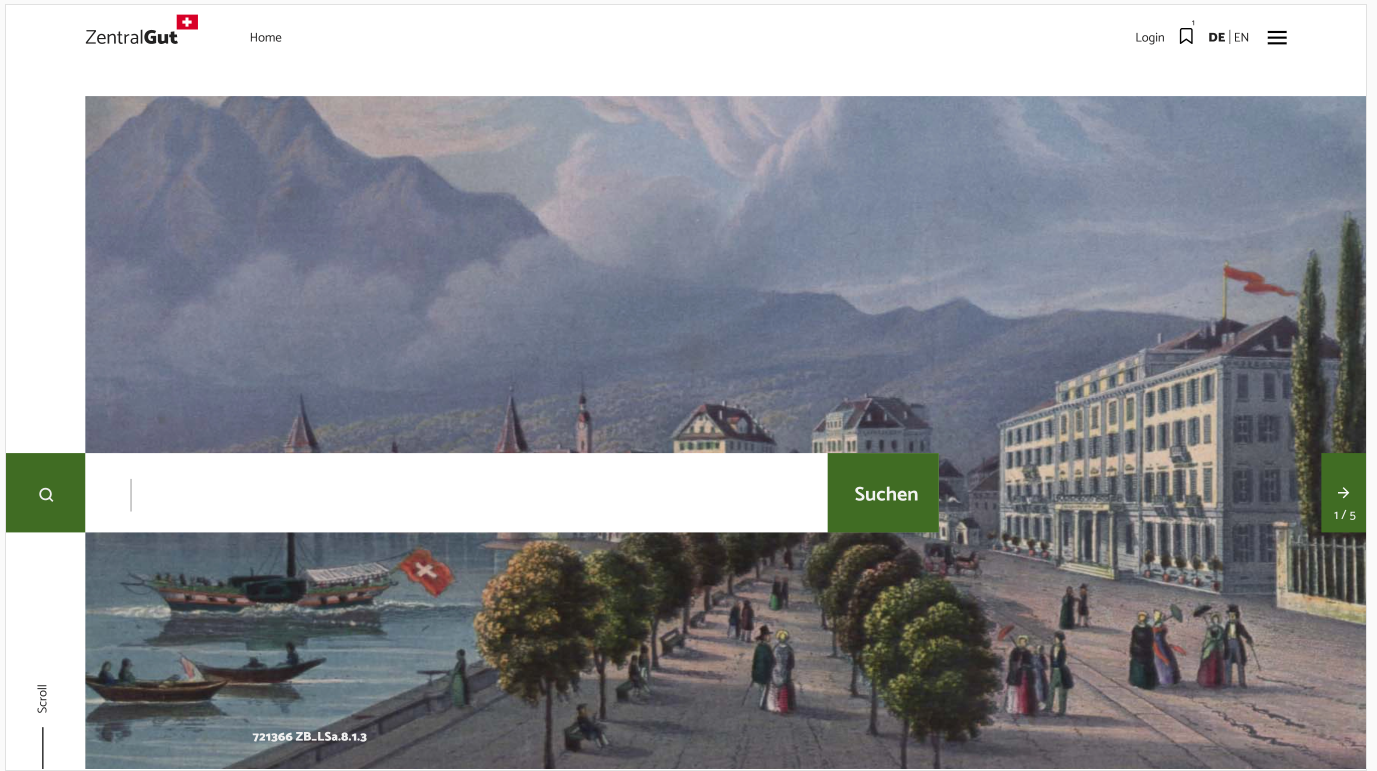 ZentralGut
Home
Login
1
DE | EN
Suchen
1 / 5
Scroll
721366 ZB_LSa.8.1.3